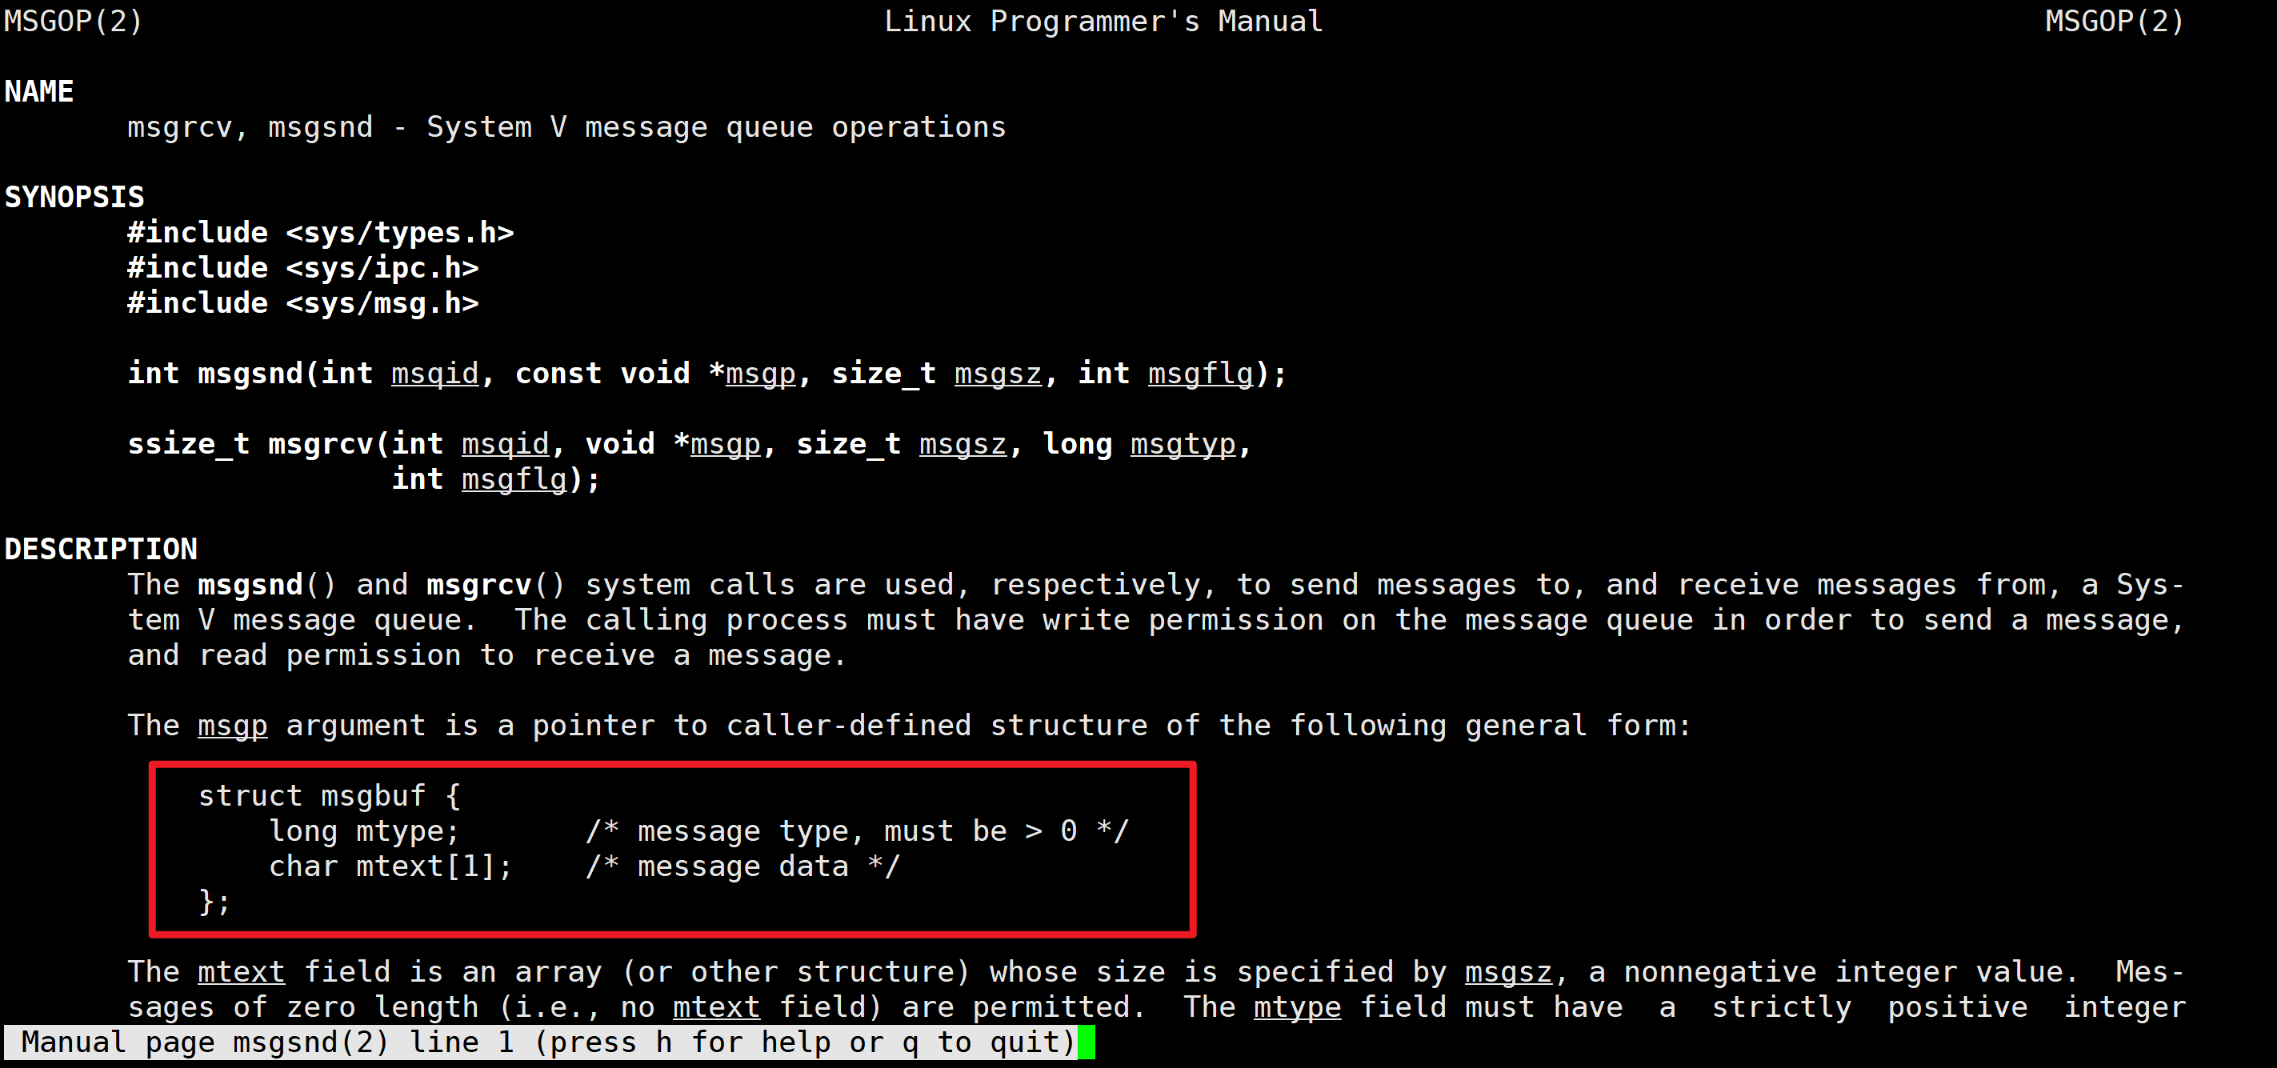 MSGOP(2) Linux Programmer's Manual MSGOP(2)
NAME
msgrcv, msgsnd - System V message queue operations
SYNOPSIS
#include <sys/types.h>
#include <sys/ipc.h>
#include <sys/msg.h>
int msgsnd(int msqid, const void *msgp, size_t msgsz, int msgflg);
ssize_t msgrcv(int msqid, void *msgp, size_t msgsz, long msgtyp,
int msgflg);
DESCRIPTION
The msgsnd() and msgrcv() system calls are used, respectively, to send messages to, and receive messages from, a Sys-
tem V message queue.  The calling process must have write permission on the message queue in order to send a message,
and read permission to receive a message.
The msgp argument is a pointer to caller-defined structure of the following general form:
struct msgbuf {
long mtype;       /* message type, must be > 0 */
char mtext[1];    /* message data */
};
The mtext field is an array (or other structure) whose size is specified by msgsz, a nonnegative integer value.  Mes-
sages of zero length (i.e., no mtext field) are permitted.  The mtype field must have  a  strictly  positive  integer
Manual page msgsnd(2) line 1 (press h for help or q to quit)